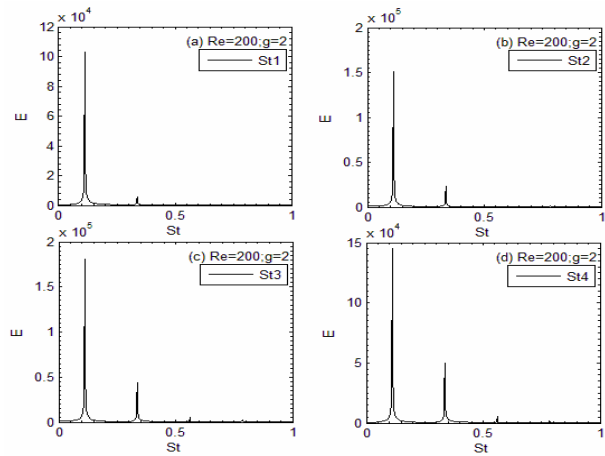 × 10^4
12
(a) Re=200;g=2
St1
10
8
6
4
2
0
E
0
0.5
1
St
× 10^5
2
(b) Re=200;g=2
St2
1.5
1
0.5
0
E
0
0.5
1
St
× 10^5
2
(c) Re=200;g=2
St3
1.5
1
0.5
0
E
0
0.5
1
St
× 10^4
15
(d) Re=200;g=2
St4
10
5
0
E
0
0.5
1
St